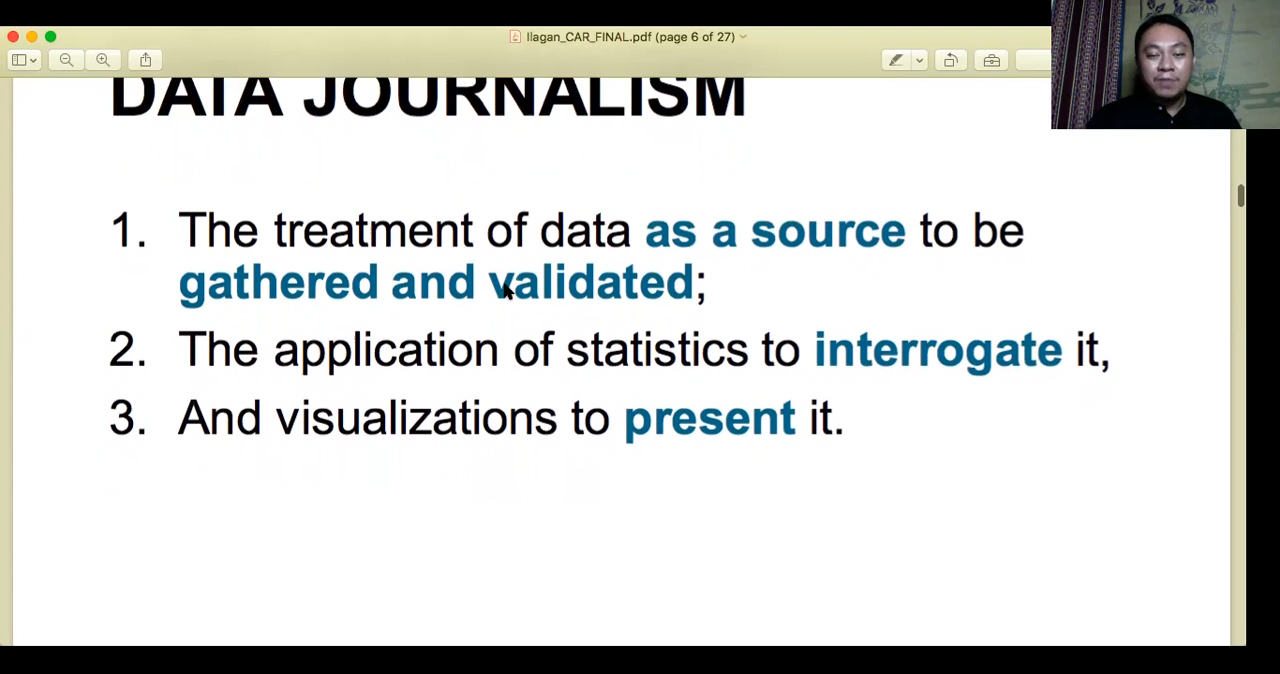 Ilagan_CAR_FINAL.pdf (page 6 of 27)
DATA JOURNALISM
1. The treatment of data as a source to be
gathered and validated;
2. The application of statistics to interrogate it,
3. And visualizations to present it.